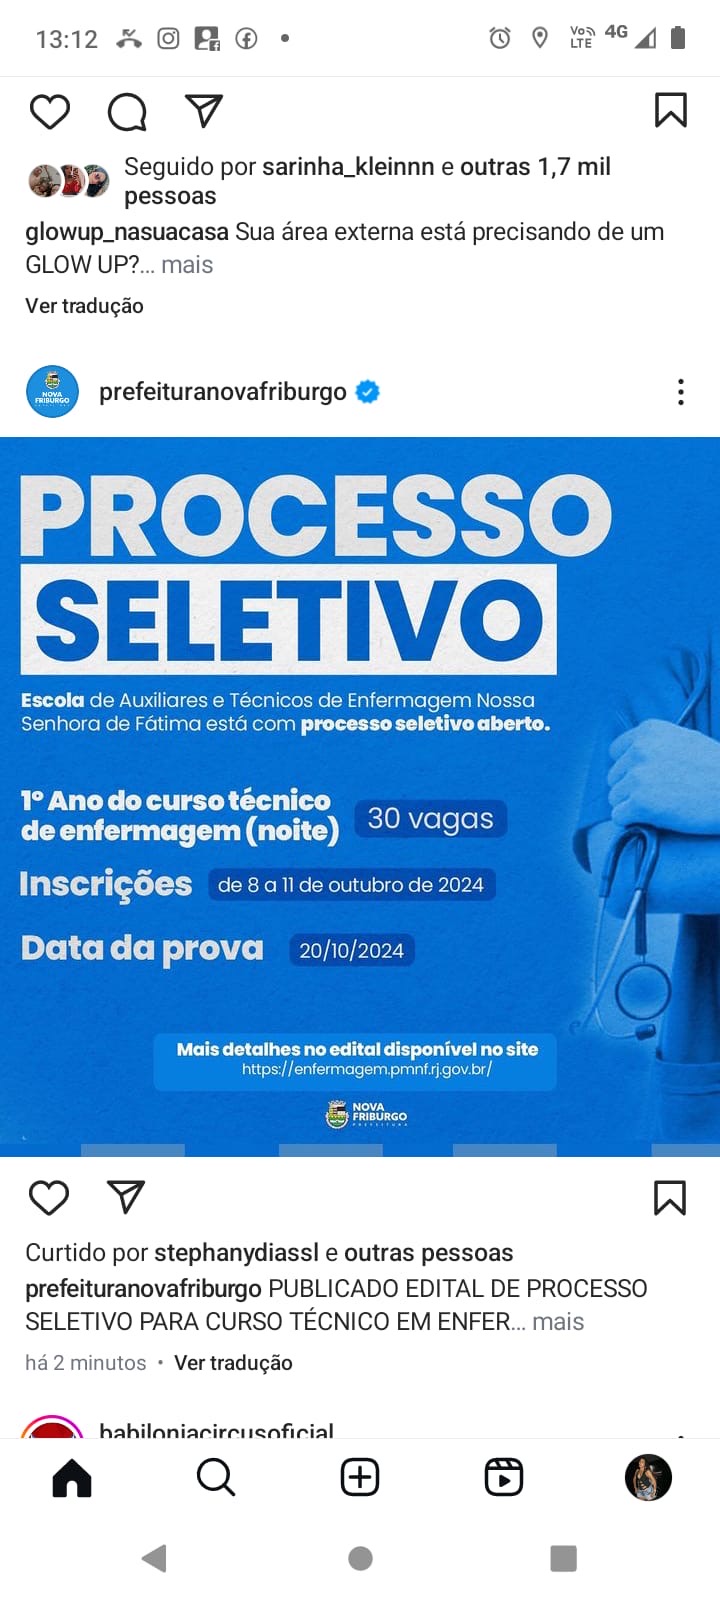 13:12
Vo))
LTE
4G
Seguido por sarinha_kleinnn e outras 1,7 mil
pessoas
glowup_nasuacasa Sua área externa está precisando de um
GLOW UP?... mais
Ver tradução
NOVA
FRIBURGO
prefeituranovafriburgo
PROCESSO
SELETIVO
Escola de Auxiliares e Técnicos de Enfermagem Nossa
Senhora de Fátima está com processo seletivo aberto.
1º Ano do curso técnico
de enfermagem (noite)
30 vagas
Inscrições
de 8 a 11 de outubro de 2024
Data da prova
20/10/2024
Mais detalhes no edital disponível no site
https://enfermagem.pmnf.rj.gov.br/
NOVA
FRIBURGO
PREFEITURA
Curtido por stephanydiassl e outras pessoas
prefeituranovafriburgo PUBLICADO EDITAL DE PROCESSO
SELETIVO PARA CURSO TÉCNICO EM ENFER... mais
há 2 minutos • Ver tradução
babiloniacircusoficial